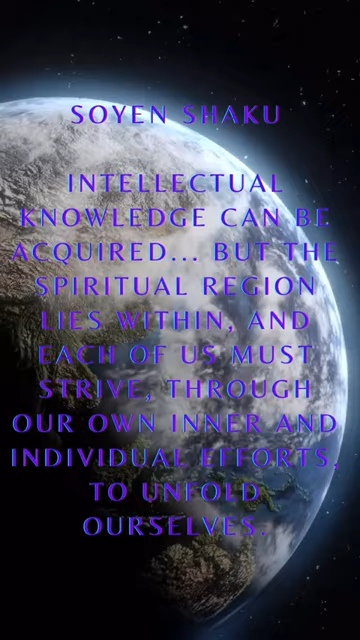 SOYEN SHAKU
INTELLECTUAL
KNOWLEDGE CAN BE
ACQUIRED... BUT THE
SPIRITUAL REGION
LIES WITHIN, AND
EACH OF US MUST
STRIVE, THROUGH
OUR OWN INNER AND
INDIVIDUAL EFFORTS,
TO UNFOLD
OURSELVES.